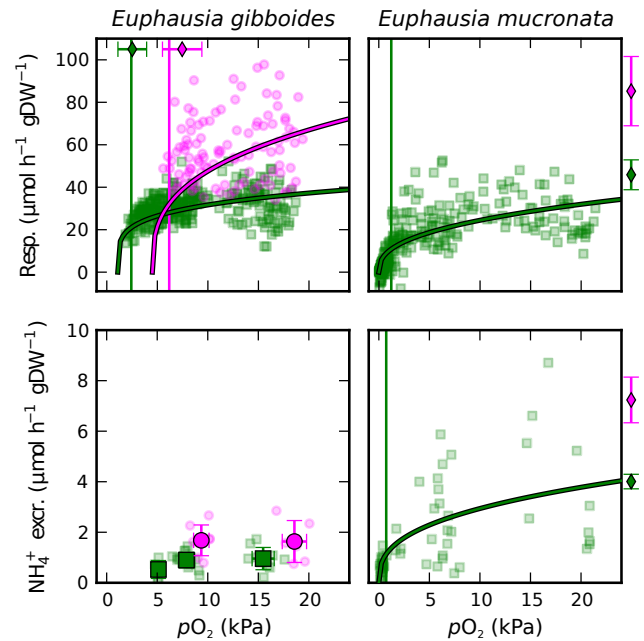 Euphausia gibboides
Euphausia mucronata
Resp. (μmol h⁻¹ gDW⁻¹)
100
80
60
40
20
0
NH₄⁺ excr. (μmol h⁻¹ gDW⁻¹)
10
8
6
4
2
0
0 5 10 15 20
0 5 10 15 20
pO₂ (kPa)
pO₂ (kPa)